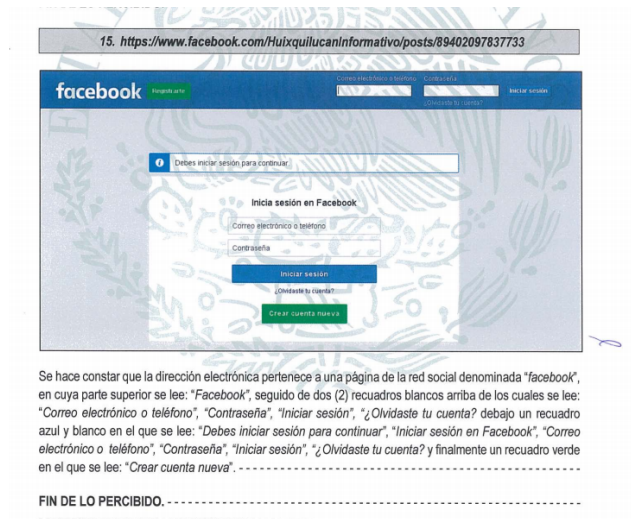 15. https://www.facebook.com/HuixquilucanInformativo/posts/89402097837733
Correo electrónico o teléfono Contraseña
facebook Registrarte Iniciar sesión
¿Olvidaste tu cuenta?
Debes iniciar sesión para continuar.
Inicia sesión en Facebook
Correo electrónico o teléfono
Contraseña
Iniciar sesión
¿Olvidaste tu cuenta?
Crear cuenta nueva
Se hace constar que la dirección electrónica pertenece a una página de la red social denominada “facebook”,
en cuya parte superior se lee: “Facebook”, seguido de dos (2) recuadros blancos arriba de los cuales se lee:
“Correo electrónico o teléfono”, “Contraseña”, “Iniciar sesión”, “¿Olvidaste tu cuenta? debajo un recuadro
azul y blanco en el que se lee: “Debes iniciar sesión para continuar”, “Iniciar sesión en Facebook”, “Correo
electrónico o teléfono”, “Contraseña”, “Iniciar sesión”, “¿Olvidaste tu cuenta? y finalmente un recuadro verde
en el que se lee: “Crear cuenta nueva”. - - - - - - - - - - - - - - - - - - - - - - - - - - - - - - - - - - - - - - - - - - - - - - - - - -
FIN DE LO PERCIBIDO. - - - - - - - - - - - - - - - - - - - - - - - - - - - - - - - - - - - - - - - - - - - - - - - - - - - - - - - - - - -